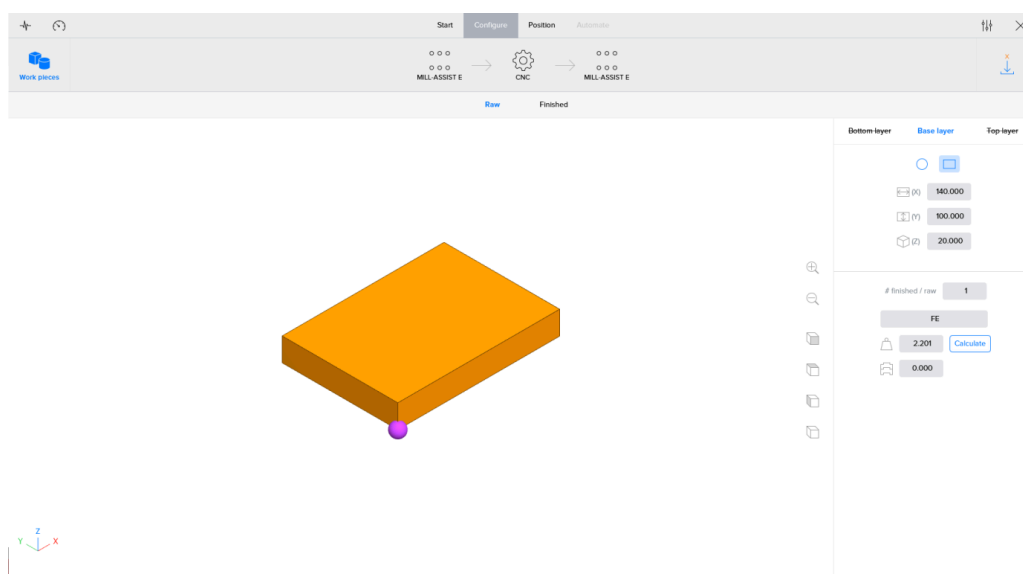 Start Configure Position Automate
Work pieces
MILL-ASSIST E
CNC
MILL-ASSIST E
X
Raw Finished
Bottom layer Base layer Top layer
(X) 140.000
(Y) 100.000
(Z) 20.000
# finished / raw 1
FE
2.201 Calculate
0.000
Z
Y X